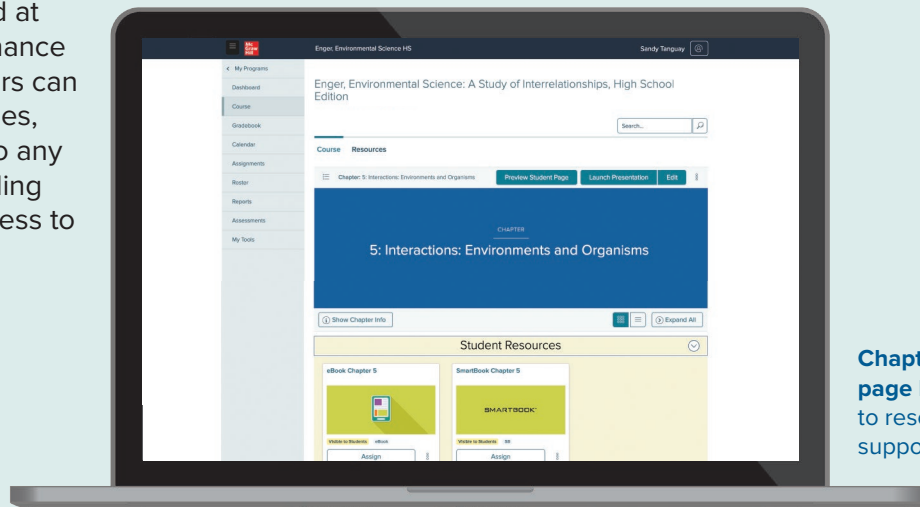 d at
nance
rs can
es,
o any
ling
ess to
Mc
Graw
Hill
Enger, Environmental Science HS
Sandy Tanguay
My Programs
Dashboard
Course
Gradebook
Calendar
Assignments
Roster
Reports
Assessments
My Tools
Enger, Environmental Science: A Study of Interrelationships, High School
Edition
Search...
Course Resources
Chapter: 5: Interactions: Environments and Organisms Preview Student Page Launch Presentation Edit
CHAPTER
5: Interactions: Environments and Organisms
Show Chapter Info
Expand All
Student Resources
eBook Chapter 5
SmartBook Chapter 5
SMARTBOOK
Visible to Students eBook
Visible to Students SB
Assign
Assign
Chapt
page
to reso
suppo